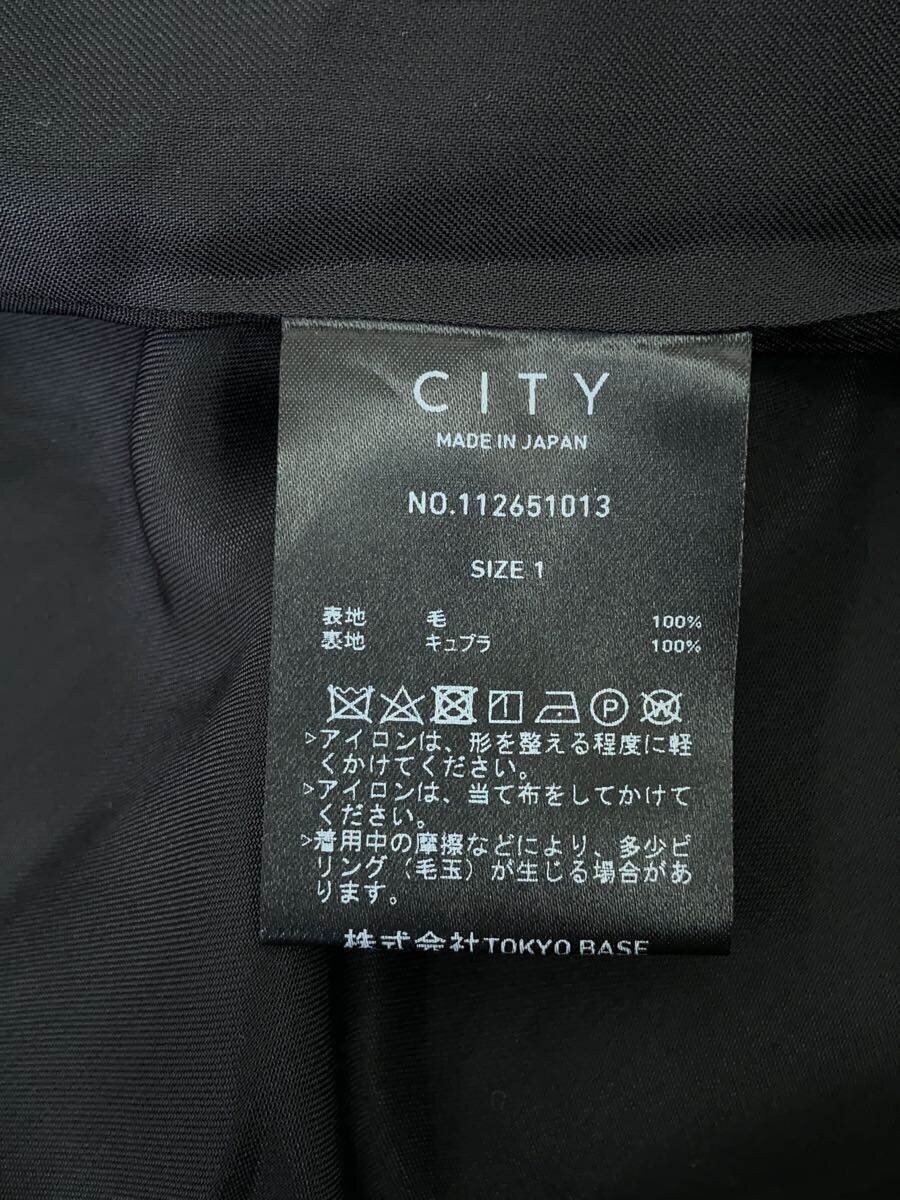 CITY
MADE IN JAPAN
NO.112651013
SIZE 1
表地 毛 100%
裏地 キュプラ 100%
▷アイロンは、形を整える程度に軽
くかけてください。
▷アイロンは、当て布をしてかけて
ください。
▷着用中の摩擦などにより、多少ピ
リング（毛玉）が生じる場合があ
ります。
株式会社TOKYO BASE